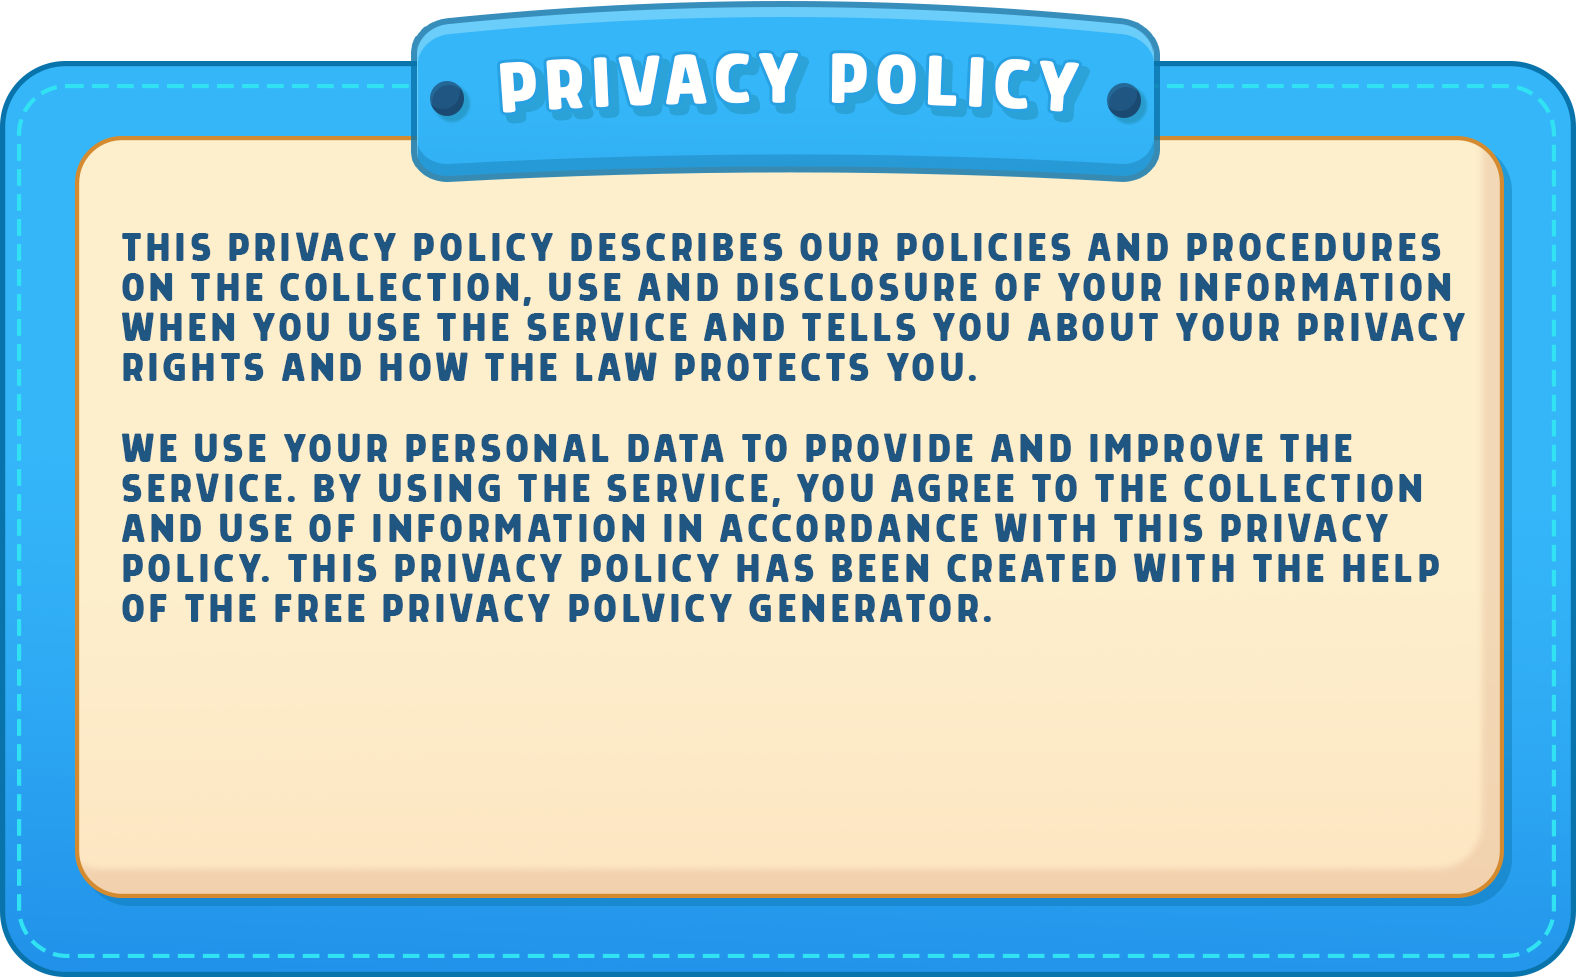 PRIVACY POLICY
THIS PRIVACY POLICY DESCRIBES OUR POLICIES AND PROCEDURES
ON THE COLLECTION, USE AND DISCLOSURE OF YOUR INFORMATION
WHEN YOU USE THE SERVICE AND TELLS YOU ABOUT YOUR PRIVACY
RIGHTS AND HOW THE LAW PROTECTS YOU.
WE USE YOUR PERSONAL DATA TO PROVIDE AND IMPROVE THE
SERVICE. BY USING THE SERVICE, YOU AGREE TO THE COLLECTION
AND USE OF INFORMATION IN ACCORDANCE WITH THIS PRIVACY
POLICY. THIS PRIVACY POLICY HAS BEEN CREATED WITH THE HELP
OF THE FREE PRIVACY POLVICY GENERATOR.